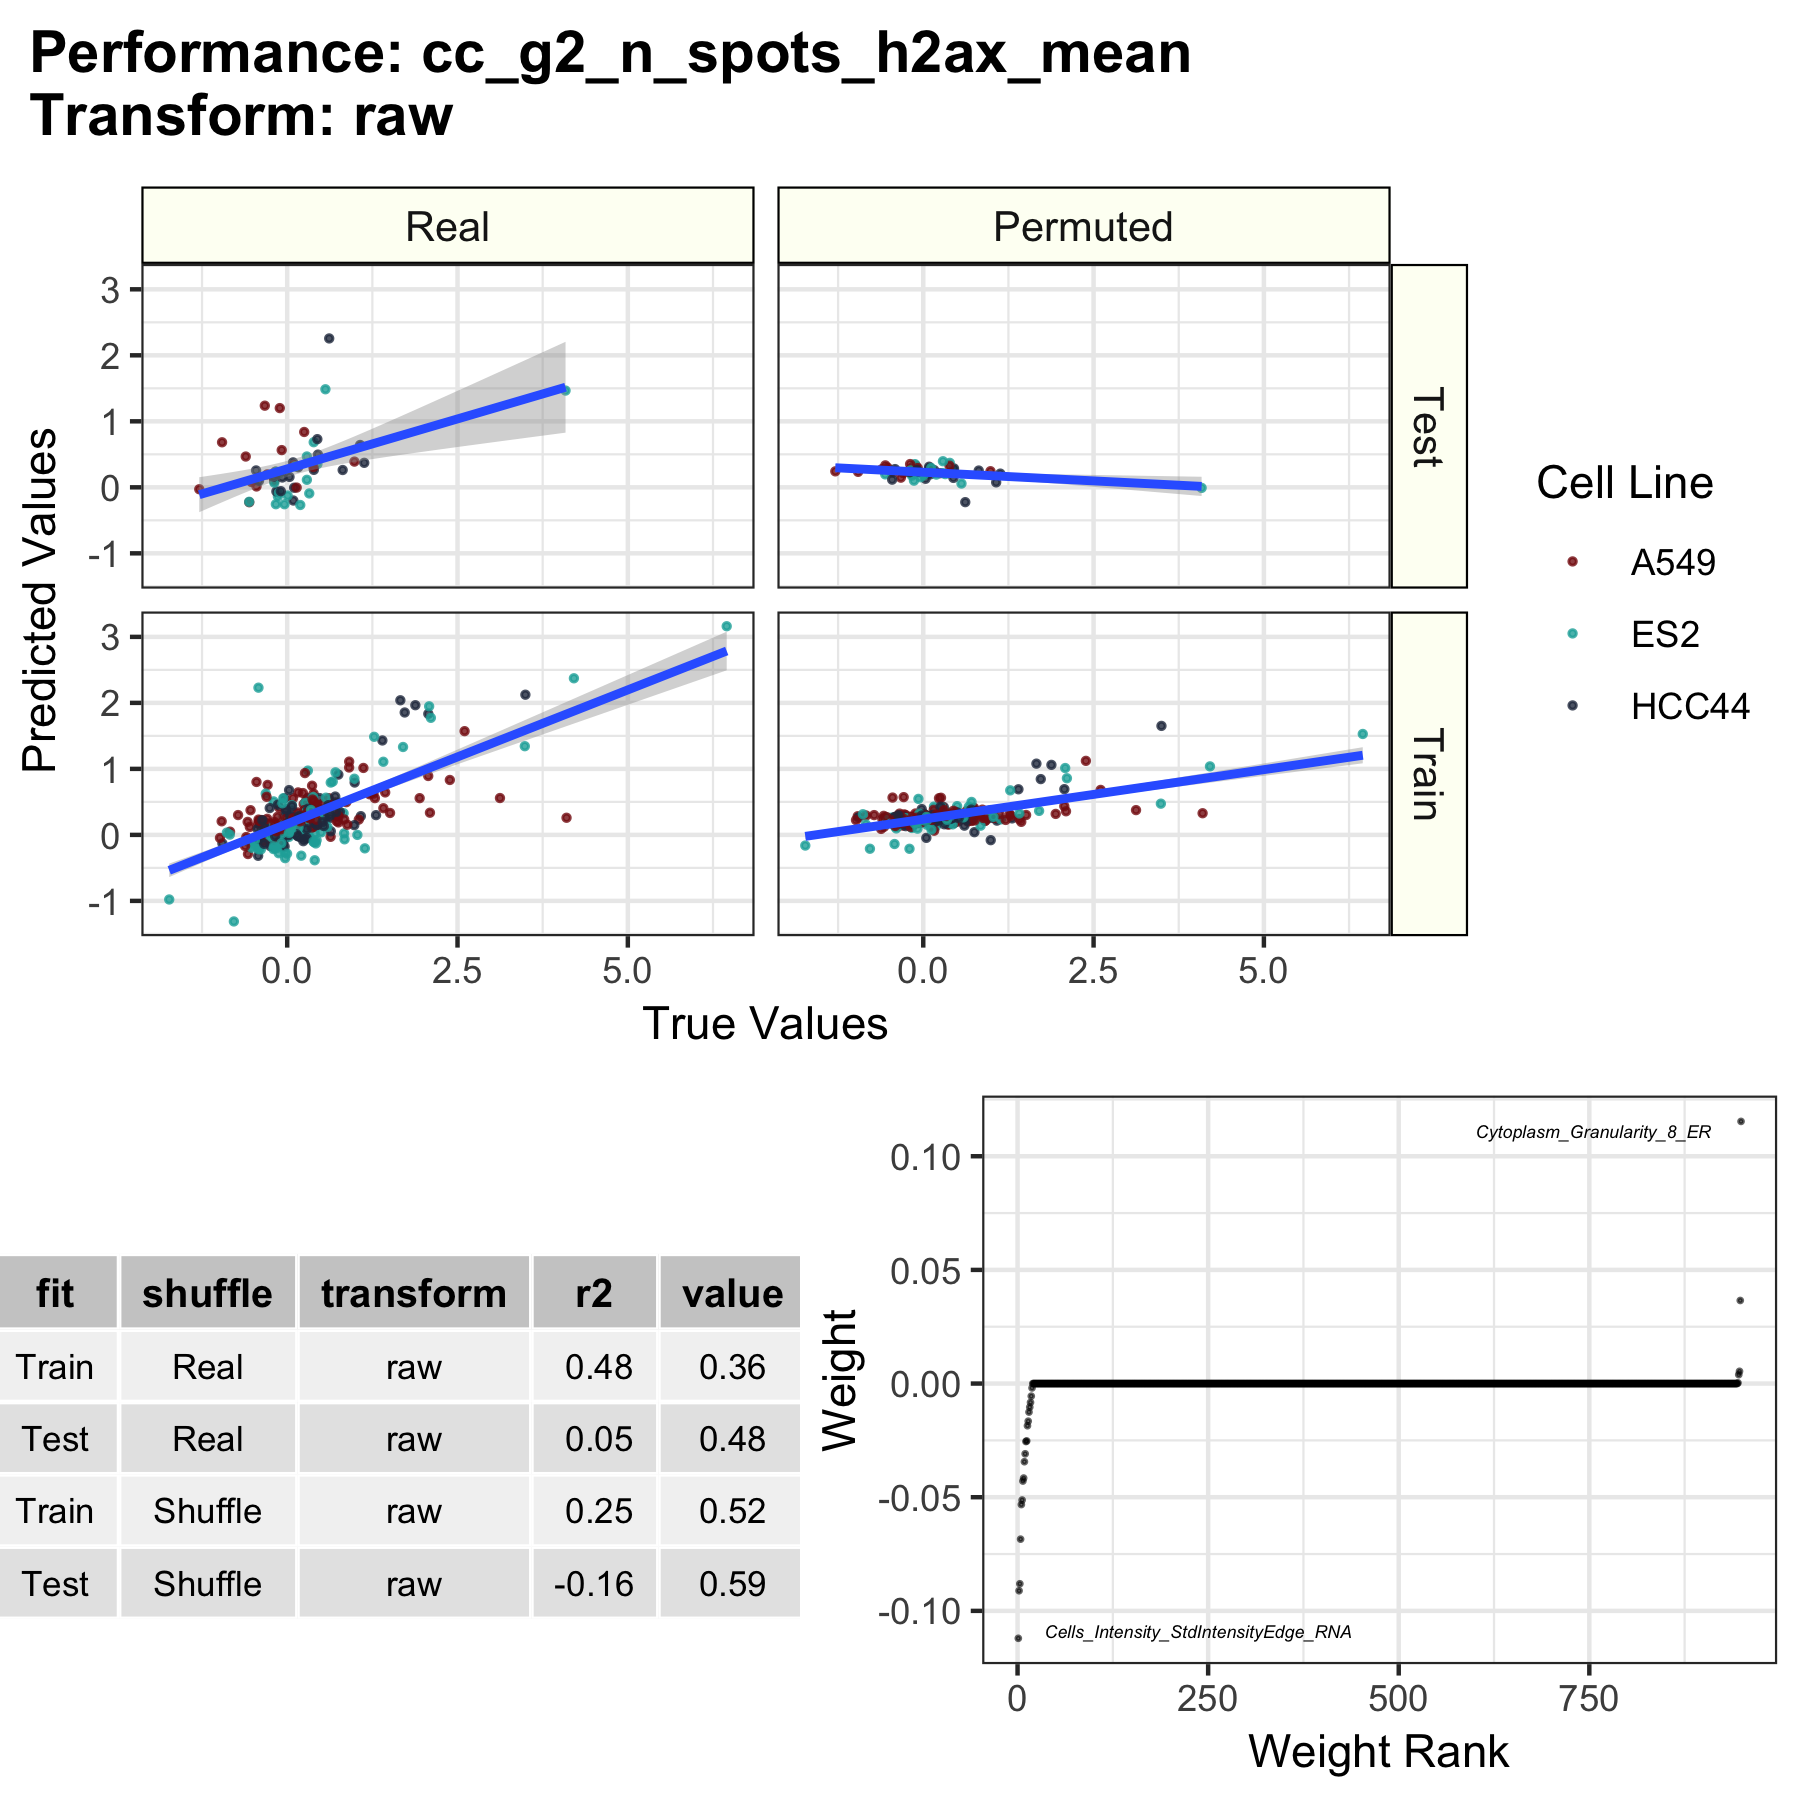 Performance: cc_g2_n_spots_h2ax_mean
Transform: raw
Real
Permuted
3
2
1
0
-1
Test
3
2
1
0
-1
Train
Predicted Values
0.0
2.5
5.0
0.0
2.5
5.0
True Values
Cell Line
A549
ES2
HCC44
fit shuffle transform r2 value
Train Real raw 0.48 0.36
Test Real raw 0.05 0.48
Train Shuffle raw 0.25 0.52
Test Shuffle raw -0.16 0.59
Weight
0.10
0.05
0.00
-0.05
-0.10
Cytoplasm_Granularity_8_ER
Cells_Intensity_StdIntensityEdge_RNA
0
250
500
750
Weight Rank